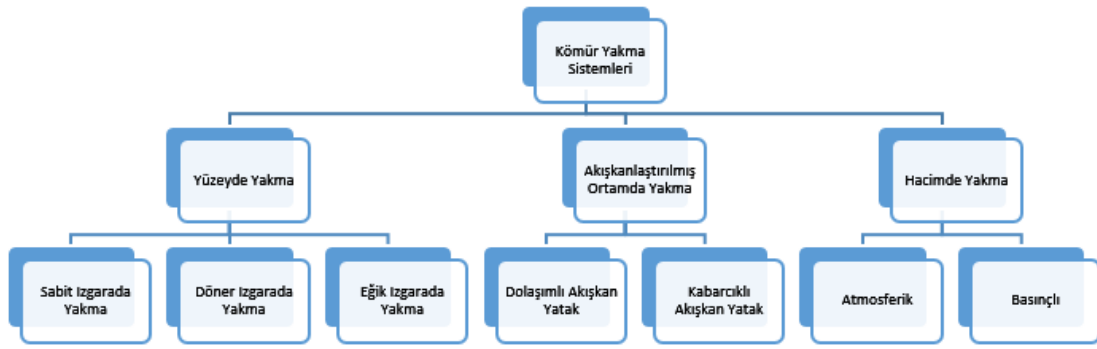 Kömür Yakma
Sistemleri
Yüzeyde Yakma
Akışkanlaştırılmış
Ortamda Yakma
Hacimde Yakma
Sabit Izgarada
Yakma
Döner Izgarada
Yakma
Eğik Izgarada
Yakma
Dolaşımlı Akışkan
Yatak
Kabarcıklı
Akışkan Yatak
Atmosferik
Basınçlı